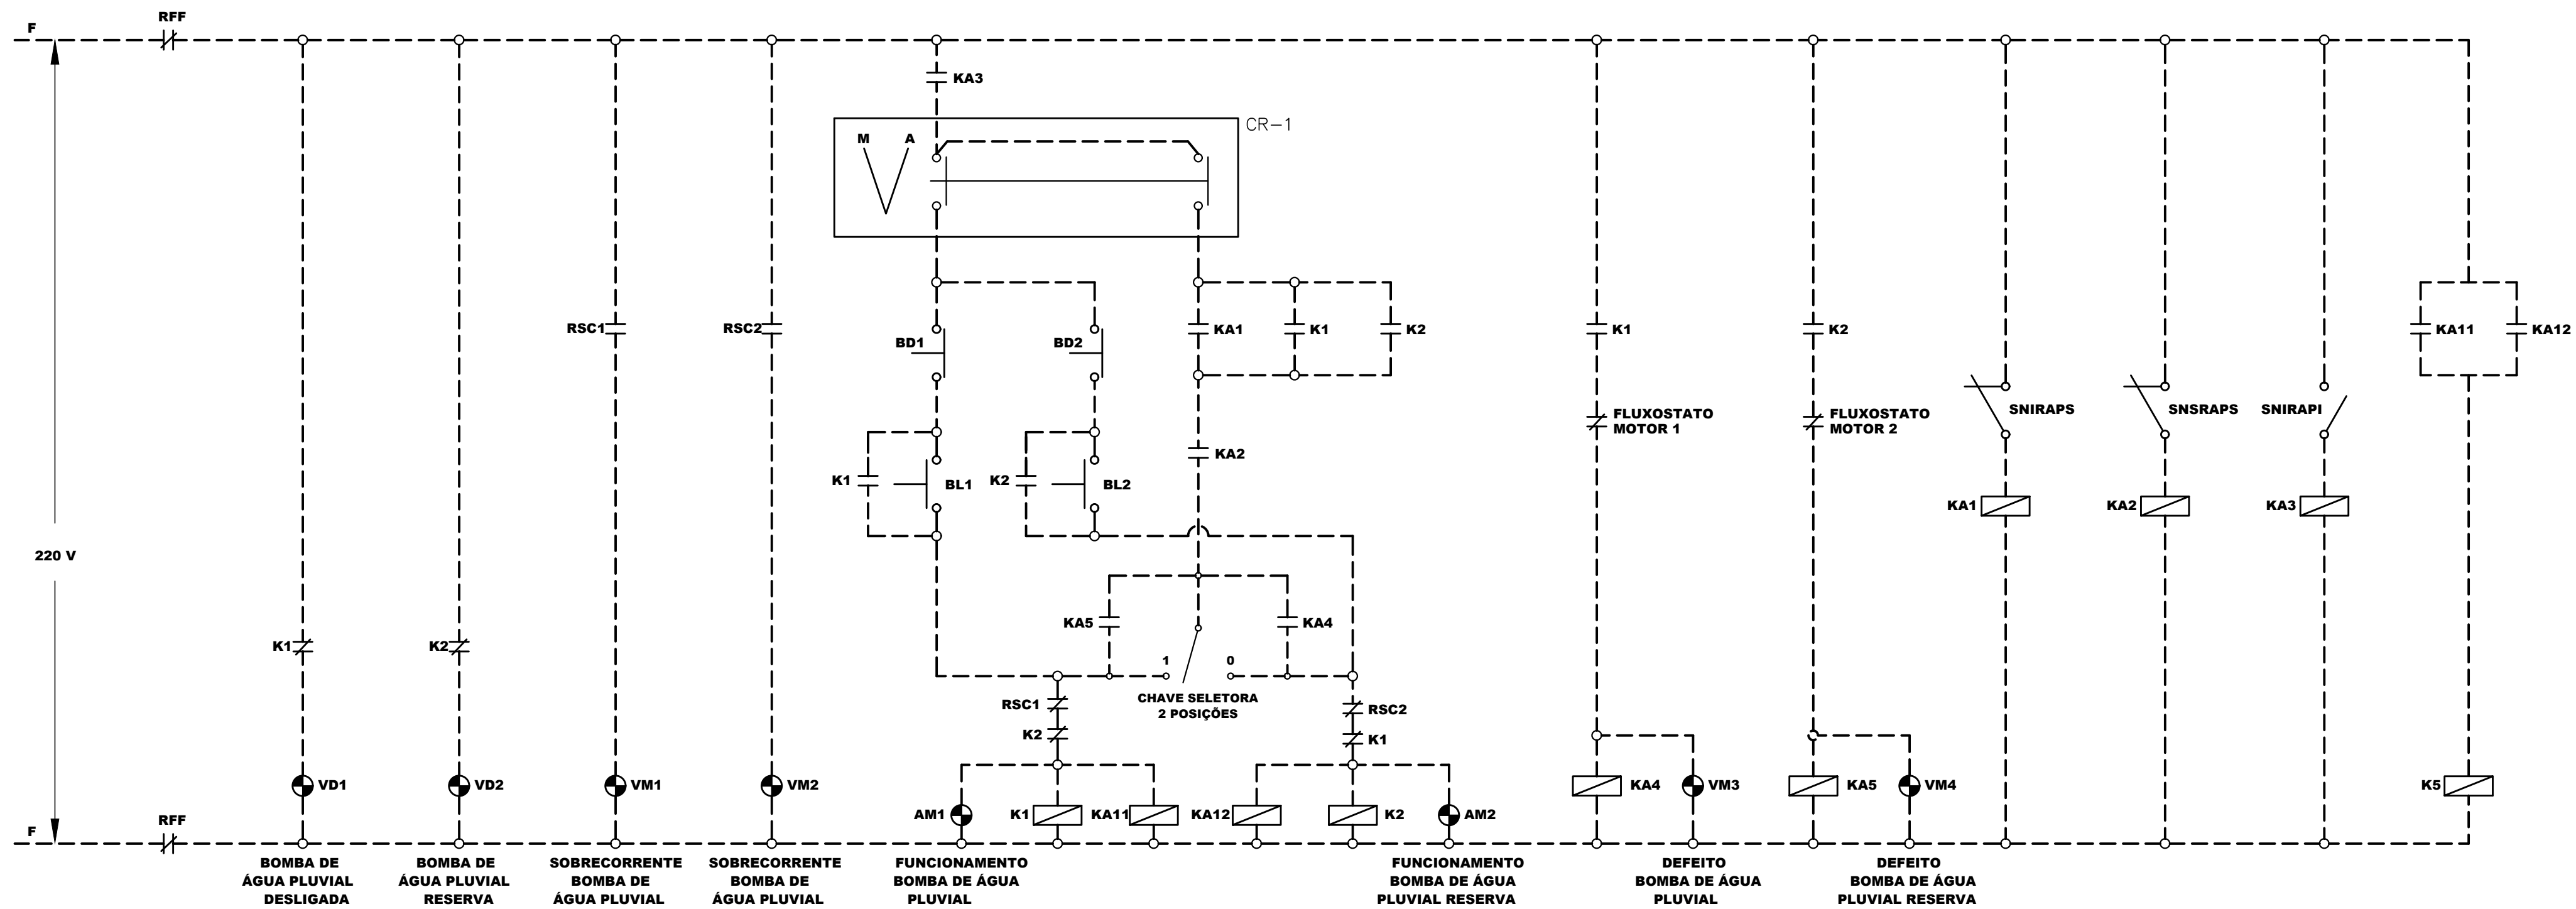 F
RFF
KA3
CR-1
M
A
RSC1
RSC2
BD1
BD2
KA1
K1
K2
K1
K2
KA11
KA12
FLUXOSTATO
MOTOR 1
FLUXOSTATO
MOTOR 2
SNIRAPS
SNSRAPS
SNIRAPI
KA2
K1
BL1
K2
BL2
KA1
KA2
KA3
220 V
KA5
KA4
K1
K2
1
0
CHAVE SELETORA
2 POSIÇÕES
RSC1
K2
RSC2
K1
VD1
VD2
VM1
VM2
KA4
VM3
KA5
VM4
K5
AM1
K1
KA11
KA12
K2
AM2
F
RFF
BOMBA DE
ÁGUA PLUVIAL
DESLIGADA
BOMBA DE
ÁGUA PLUVIAL
RESERVA
SOBRECORRENTE
BOMBA DE
ÁGUA PLUVIAL
SOBRECORRENTE
BOMBA DE
ÁGUA PLUVIAL
FUNCIONAMENTO
BOMBA DE ÁGUA
PLUVIAL
FUNCIONAMENTO
BOMBA DE ÁGUA
PLUVIAL RESERVA
DEFEITO
BOMBA DE ÁGUA
PLUVIAL
DEFEITO
BOMBA DE ÁGUA
PLUVIAL RESERVA